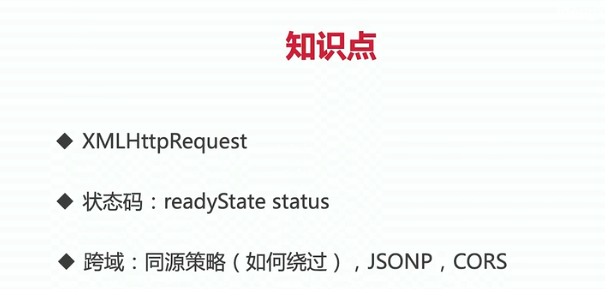 知识点
◆ XMLHttpRequest
◆ 状态码：readyState status
◆ 跨域：同源策略（如何绕过），JSONP，CORS